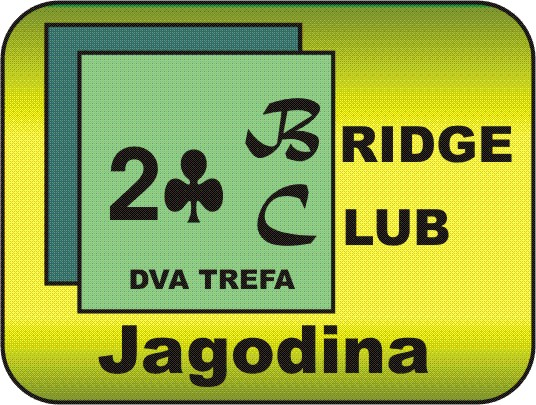 BRIDGE
2♣
CLUB
DVA TREFA
Jagodina